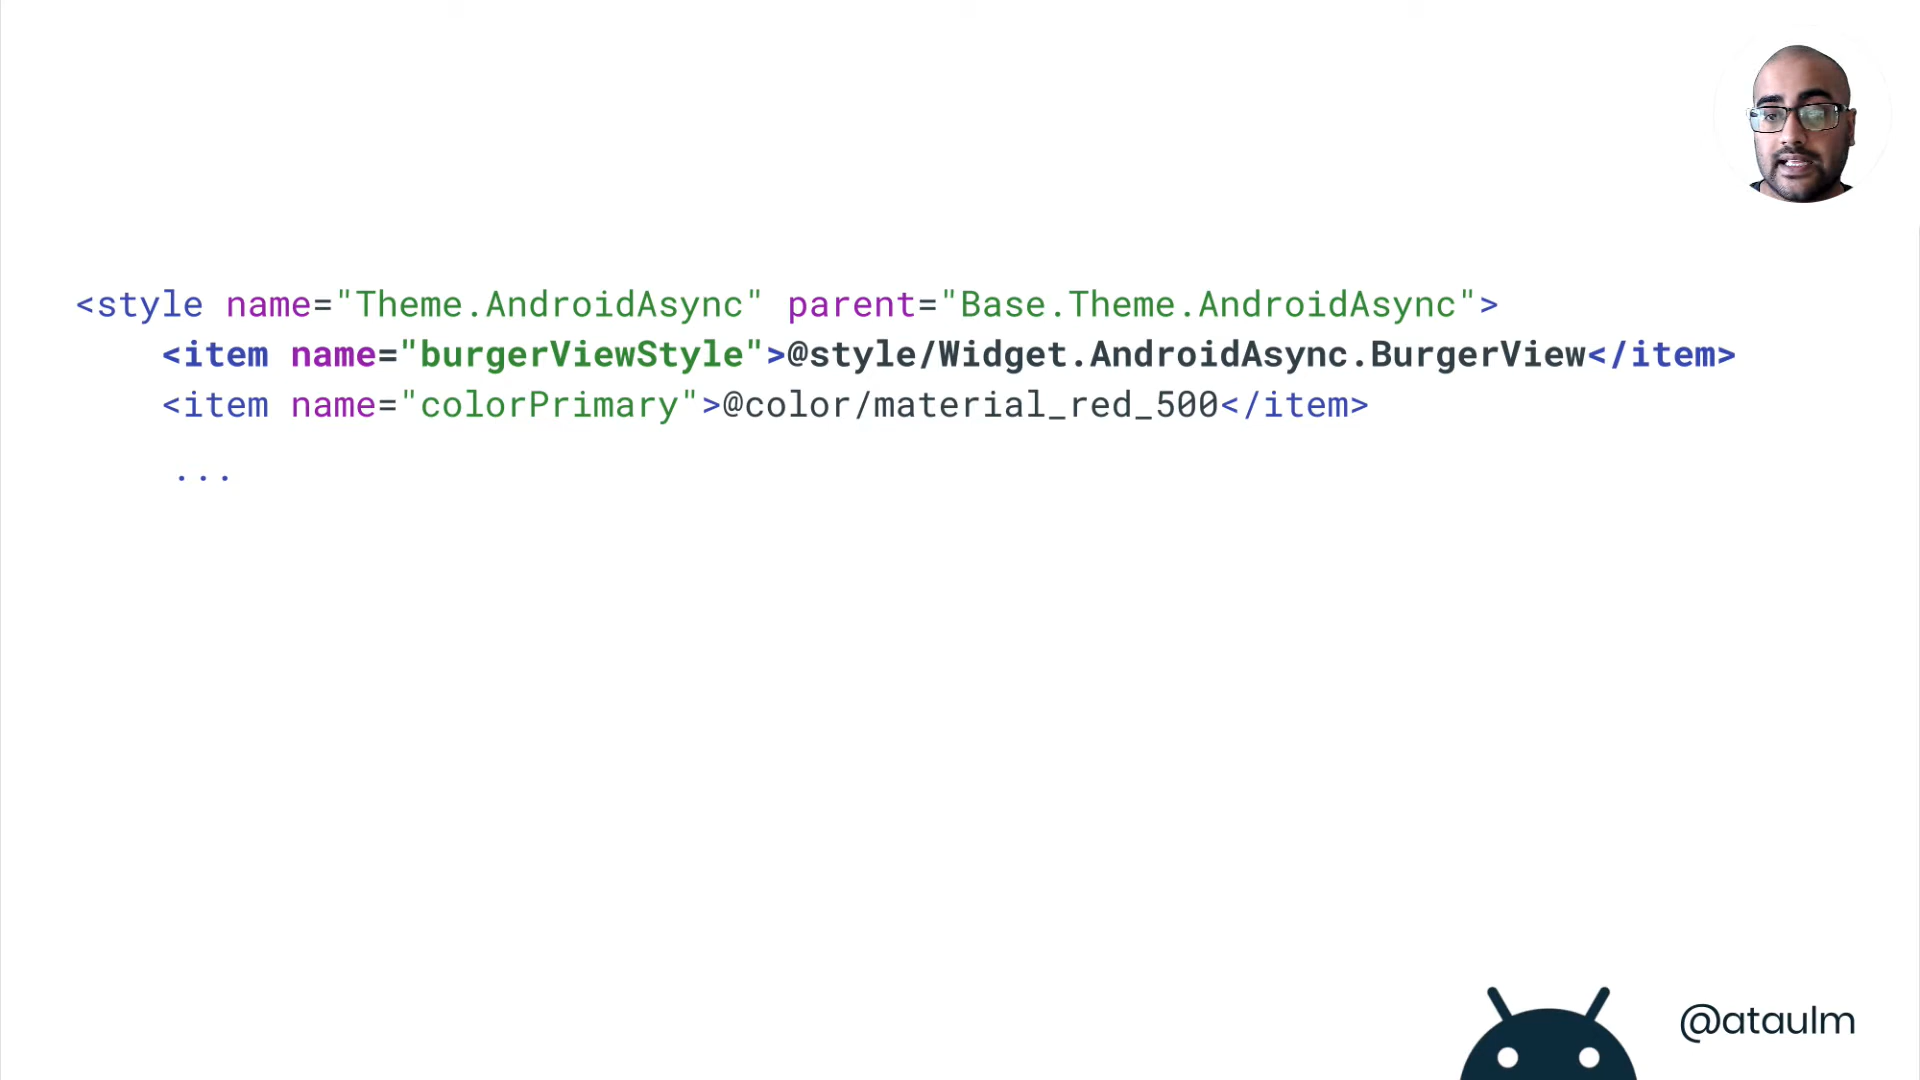 <style name="Theme.AndroidAsync" parent="Base.Theme.AndroidAsync">
<item name="burgerViewStyle">@style/Widget.AndroidAsync.BurgerView</item>
<item name="colorPrimary">@color/material_red_500</item>
...
@ataulm